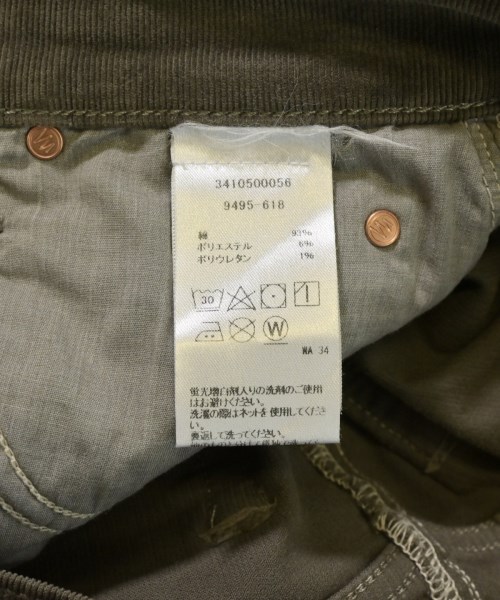 3410500056
9495-618
綿 93%
ポリエステル 6%
ポリウレタン 1%
30
W
WA 34
蛍光増白剤入りの洗剤のご使用
はお避けください。
洗濯の際はネットを使用してくださ
い。
裏返して洗ってください。